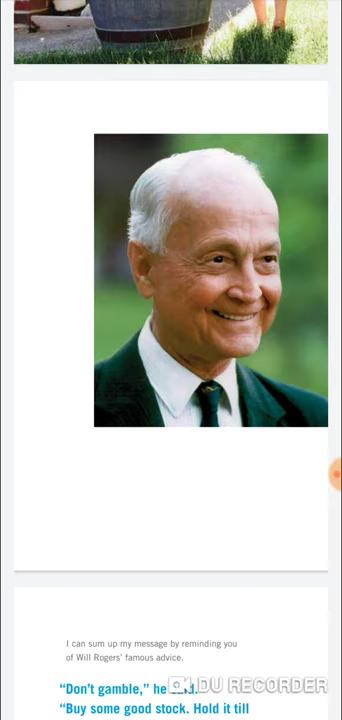 I can sum up my message by reminding you
of Will Rogers' famous advice.
“Don't gamble,” he said.
“Buy some good stock. Hold it till
DU RECORDER